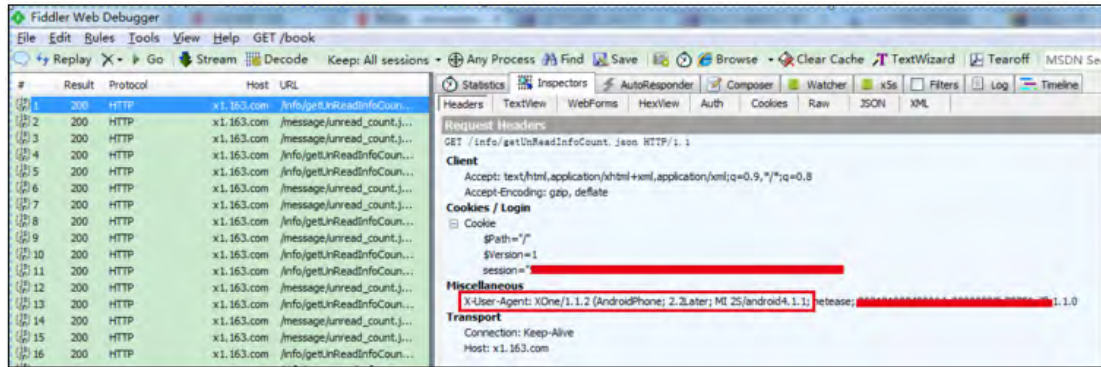 Fiddler Web Debugger
File Edit Rules Tools View Help GET /book
Replay X Go Stream Decode Keep: All sessions Any Process Find Save Browse Clear Cache TextWizard Tearoff MSDN Se
# Result Protocol Host URL
1 200 HTTP x1.163.com /info/getUnReadInfoCoun...
2 200 HTTP x1.163.com /message/unread_count.j...
3 200 HTTP x1.163.com /message/unread_count.j...
4 200 HTTP x1.163.com /info/getUnReadInfoCoun...
5 200 HTTP x1.163.com /info/getUnReadInfoCoun...
6 200 HTTP x1.163.com /message/unread_count.j...
7 200 HTTP x1.163.com /message/unread_count.j...
8 200 HTTP x1.163.com /info/getUnReadInfoCoun...
9 200 HTTP x1.163.com /message/unread_count.j...
10 200 HTTP x1.163.com /info/getUnReadInfoCoun...
11 200 HTTP x1.163.com /message/unread_count.j...
12 200 HTTP x1.163.com /info/getUnReadInfoCoun...
13 200 HTTP x1.163.com /info/getUnReadInfoCoun...
14 200 HTTP x1.163.com /message/unread_count.j...
15 200 HTTP x1.163.com /message/unread_count.j...
16 200 HTTP x1.163.com /info/getUnReadInfoCoun...
Statistics Inspectors AutoResponder Composer Watcher x5s Filters Log Timeline
Headers TextView WebForms HexView Auth Cookies Raw JSON XML
Request Headers
GET /info/getUnReadInfoCount.json HTTP/1.1
Client
Accept: text/html,application/xhtml+xml,application/xml;q=0.9,*/*;q=0.8
Accept-Encoding: gzip, deflate
Cookies / Login
Cookie
$Path="/"
$Version=1
session="
Miscellaneous
X-User-Agent: XOne/1.1.2 (AndroidPhone; 2.2Later; MI 2S/android4.1.1; netease; 1.1.0
Transport
Connection: Keep-Alive
Host: x1.163.com